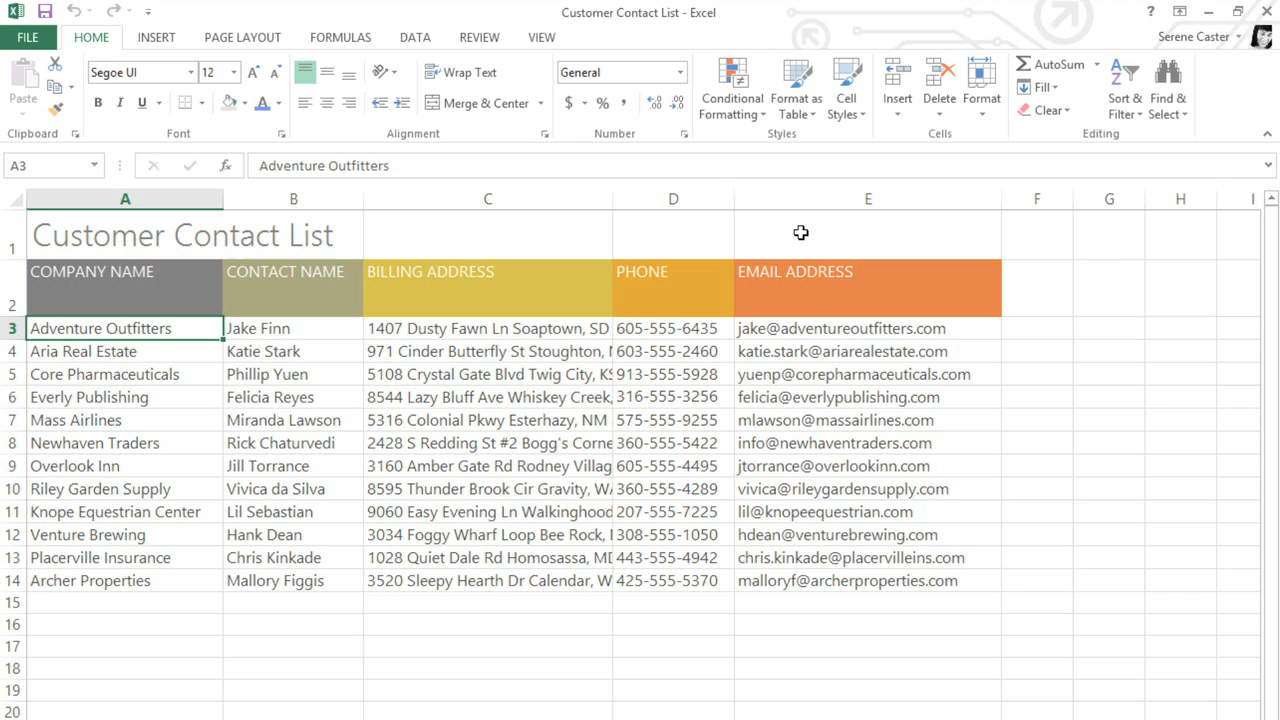 Customer Contact List - Excel
?
FILE HOME INSERT PAGE LAYOUT FORMULAS DATA REVIEW VIEW Serene Caster
Paste
Segoe UI 12
B I U A
Wrap Text
Merge & Center
General
$ % ,
Conditional Formatting
Format as Table
Cell Styles
Insert Delete Format
AutoSum
Fill
Clear
Sort & Filter
Find & Select
Clipboard Font Alignment Number Styles Cells Editing
A3 fx Adventure Outfitters
A B C D E F G H I
1 Customer Contact List
2 COMPANY NAME CONTACT NAME BILLING ADDRESS PHONE EMAIL ADDRESS
3 Adventure Outfitters Jake Finn 1407 Dusty Fawn Ln Soaptown, SD 605-555-6435 jake@adventureoutfitters.com
4 Aria Real Estate Katie Stark 971 Cinder Butterfly St Stoughton, 603-555-2460 katie.stark@ariarealestate.com
5 Core Pharmaceuticals Phillip Yuen 5108 Crystal Gate Blvd Twig City, KS 913-555-5928 yuenp@corepharmaceuticals.com
6 Everly Publishing Felicia Reyes 8544 Lazy Bluff Ave Whiskey Creek, 316-555-3256 felicia@everlypublishing.com
7 Mass Airlines Miranda Lawson 5316 Colonial Pkwy Esterhazy, NM 575-555-9255 mlawson@massairlines.com
8 Newhaven Traders Rick Chaturvedi 2428 S Redding St #2 Bogg's Corne 360-555-5422 info@newhaventraders.com
9 Overlook Inn Jill Torrance 3160 Amber Gate Rd Rodney Villag 605-555-4495 jtorrance@overlookinn.com
10 Riley Garden Supply Vivica da Silva 8595 Thunder Brook Cir Gravity, WA 360-555-4289 vivica@rileygardensupply.com
11 Knope Equestrian Center Lil Sebastian 9060 Easy Evening Ln Walkinghood 207-555-7225 lil@knopeequestrian.com
12 Venture Brewing Hank Dean 3034 Foggy Wharf Loop Bee Rock, 308-555-1050 hdean@venturebrewing.com
13 Placerville Insurance Chris Kinkade 1028 Quiet Dale Rd Homosassa, MD 443-555-4942 chris.kinkade@placervilleins.com
14 Archer Properties Mallory Figgis 3520 Sleepy Hearth Dr Calendar, W 425-555-5370 malloryf@archerproperties.com
15
16
17
18
19
20